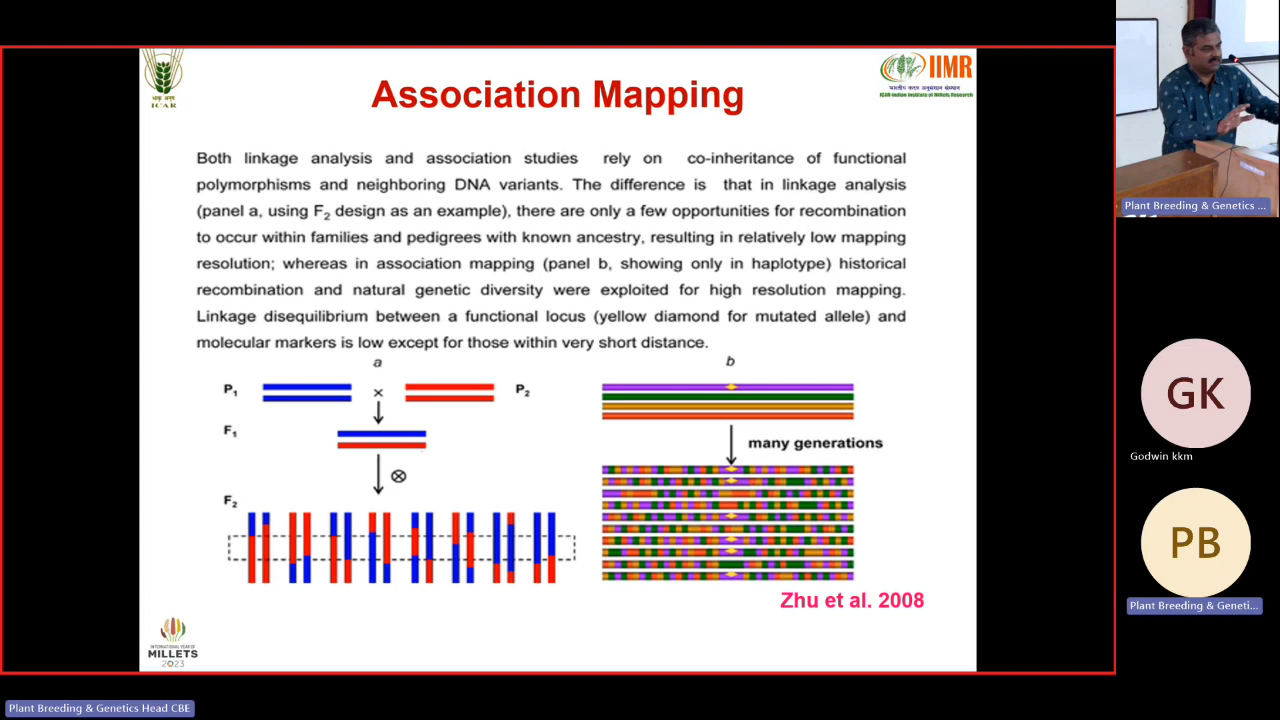 भाकृ अनुप
ICAR
Association Mapping
IIMR
भारतीय कदन्न अनुसंधान संस्थान
ICAR-Indian Institute of Millets Research
Both linkage analysis and association studies rely on co-inheritance of functional
polymorphisms and neighboring DNA variants. The difference is that in linkage analysis
(panel a, using F2 design as an example), there are only a few opportunities for recombination
to occur within families and pedigrees with known ancestry, resulting in relatively low mapping
resolution; whereas in association mapping (panel b, showing only in haplotype) historical
recombination and natural genetic diversity were exploited for high resolution mapping.
Linkage disequilibrium between a functional locus (yellow diamond for mutated allele) and
molecular markers is low except for those within very short distance.
a
b
P1
×
P2
F1
many generations
F2
Zhu et al. 2008
INTERNATIONAL YEAR OF
MILLETS
2023
Plant Breeding & Genetics Head CBE
Plant Breeding & Genetics ...
GK
Godwin kkm
PB
Plant Breeding & Geneti...